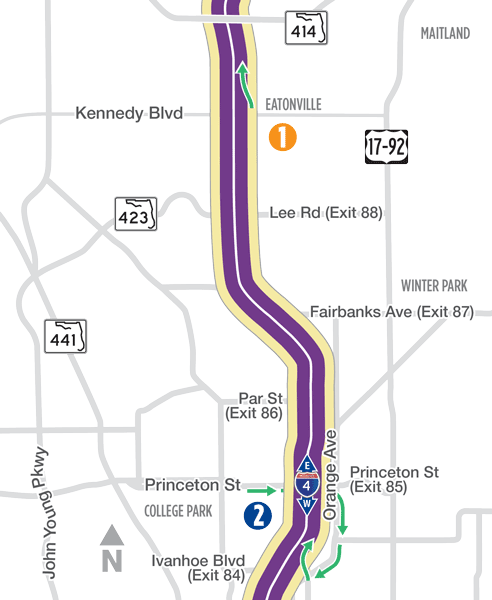 414
MAITLAND
EATONVILLE
Kennedy Blvd
1
17-92
423
Lee Rd (Exit 88)
WINTER PARK
Fairbanks Ave (Exit 87)
441
Par St
(Exit 86)
Orange Ave
John Young Pkwy
E
4
W
Princeton St
(Exit 85)
Princeton St
COLLEGE PARK
2
N
Ivanhoe Blvd
(Exit 84)